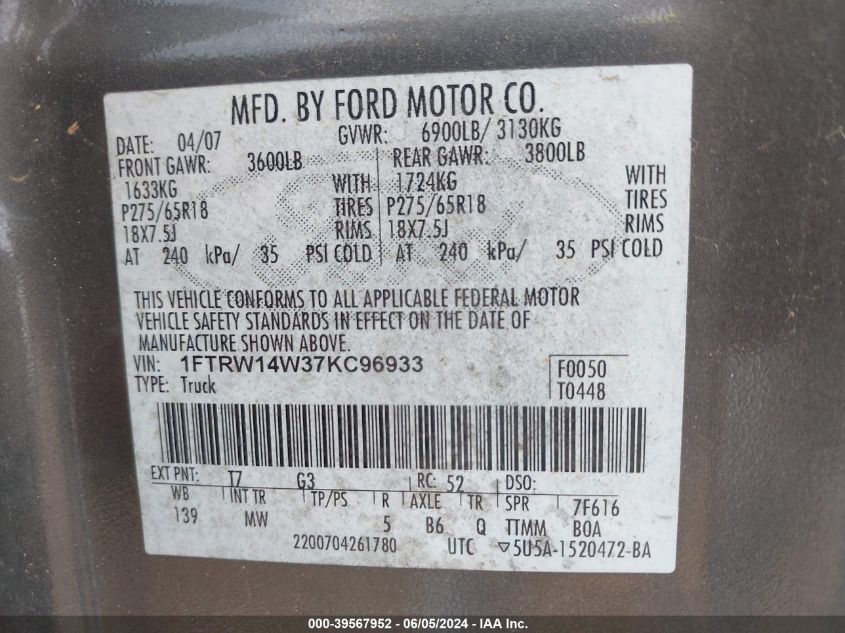 MFD. BY FORD MOTOR CO.
DATE: 04/07 GVWR: 6900LB/ 3130KG
FRONT GAWR: 3600LB REAR GAWR: 3800LB
1633KG WITH 1724KG WITH
P275/65R18 TIRES P275/65R18 TIRES
18X7.5J RIMS 18X7.5J RIMS
AT 240 kPa/ 35 PSI COLD AT 240 kPa/ 35 PSI COLD
THIS VEHICLE CONFORMS TO ALL APPLICABLE FEDERAL MOTOR
VEHICLE SAFETY STANDARDS IN EFFECT ON THE DATE OF
MANUFACTURE SHOWN ABOVE.
VIN: 1FTRW14W37KC96933 F0050
TYPE: Truck T0448
EXT PNT: T7 G3 RC: 52 DSO:
WB INT TR TP/PS R AXLE TR SPR 7F616
139 MW 5 B6 Q TTMM BOA
2200704261780 UTC ▽5U5A-1520472-BA
000-39567952 - 06/05/2024 - IAA Inc.